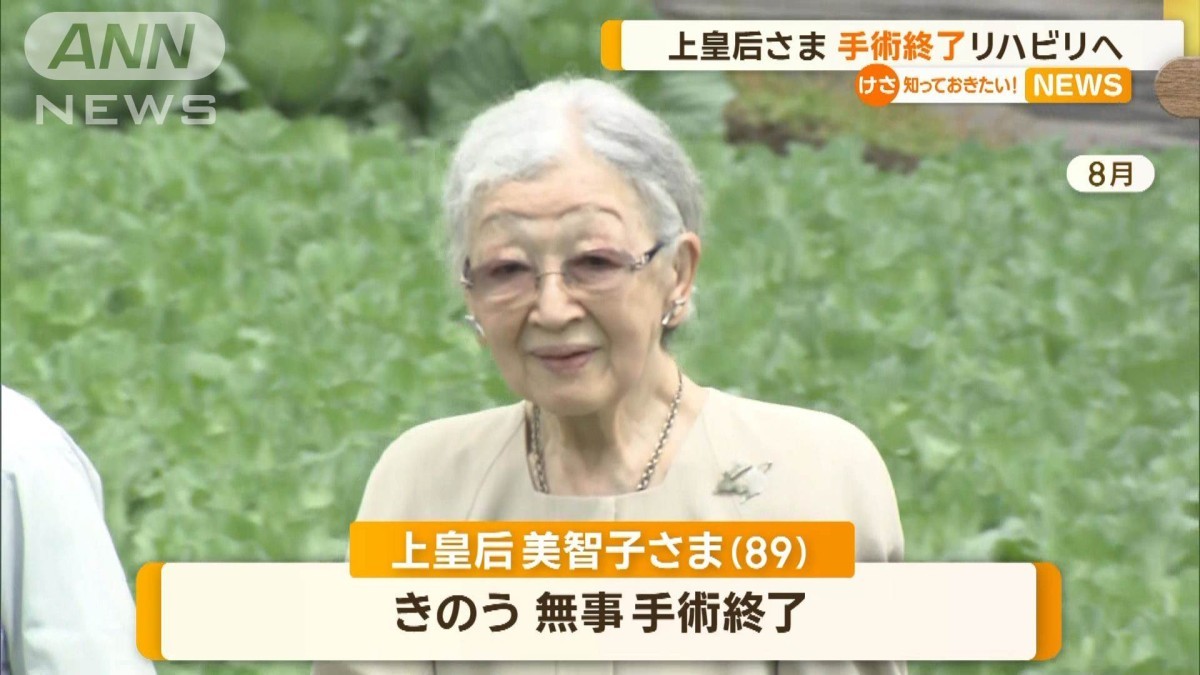 ANN
NEWS
上皇后さま 手術終了リハビリへ
けさ 知っておきたい! NEWS
8月
上皇后 美智子さま(89)
きのう 無事 手術終了